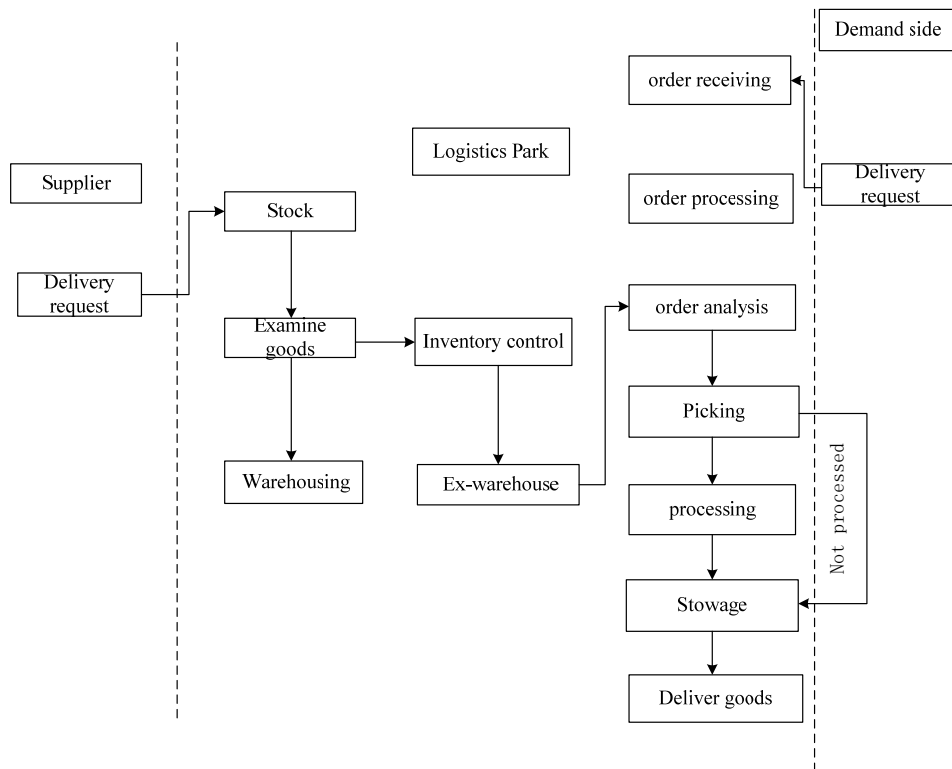 Demand side
order receiving
Logistics Park
Supplier
Delivery
request
order processing
Stock
Delivery
request
order analysis
Examine
goods
Inventory control
Picking
Warehousing
Ex-warehouse
processing
Not processed
Stowage
Deliver goods